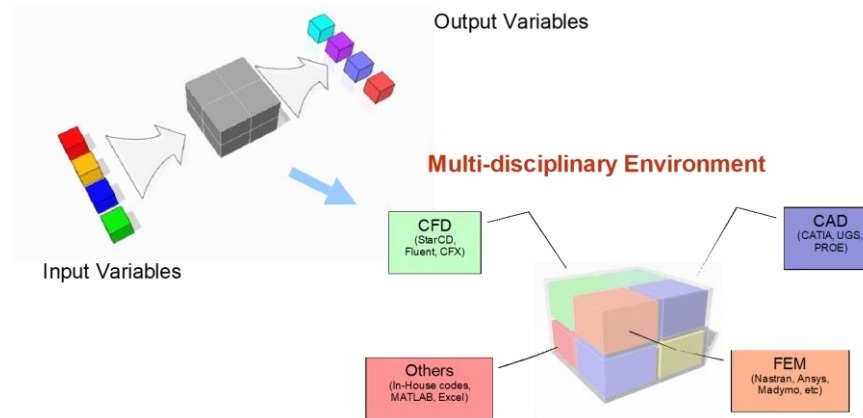 Output Variables
Input Variables
Multi-disciplinary Environment
CFD
(StarCD,
Fluent, CFX)
CAD
(CATIA, UGS,
PROE)
Others
(In-House codes,
MATLAB, Excel)
FEM
(Nastran, Ansys,
Madymo, etc)